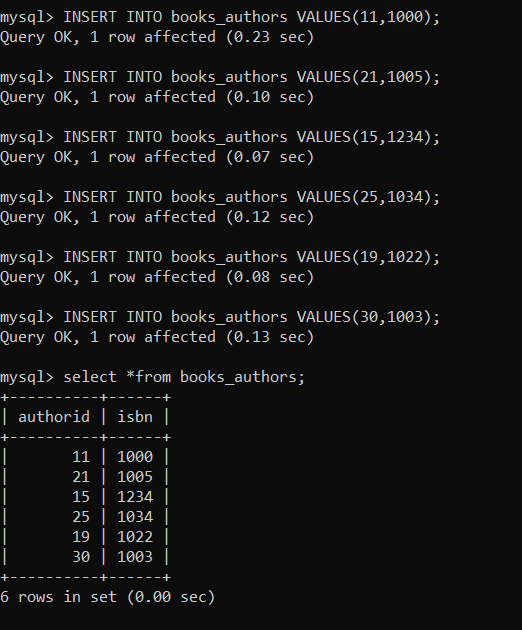 mysql> INSERT INTO books_authors VALUES(11,1000);
Query OK, 1 row affected (0.23 sec)
mysql> INSERT INTO books_authors VALUES(21,1005);
Query OK, 1 row affected (0.10 sec)
mysql> INSERT INTO books_authors VALUES(15,1234);
Query OK, 1 row affected (0.07 sec)
mysql> INSERT INTO books_authors VALUES(25,1034);
Query OK, 1 row affected (0.12 sec)
mysql> INSERT INTO books_authors VALUES(19,1022);
Query OK, 1 row affected (0.08 sec)
mysql> INSERT INTO books_authors VALUES(30,1003);
Query OK, 1 row affected (0.13 sec)
mysql> select *from books_authors;
+----------+------+
| authorid | isbn |
+----------+------+
|       11 | 1000 |
|       21 | 1005 |
|       15 | 1234 |
|       25 | 1034 |
|       19 | 1022 |
|       30 | 1003 |
+----------+------+
6 rows in set (0.00 sec)